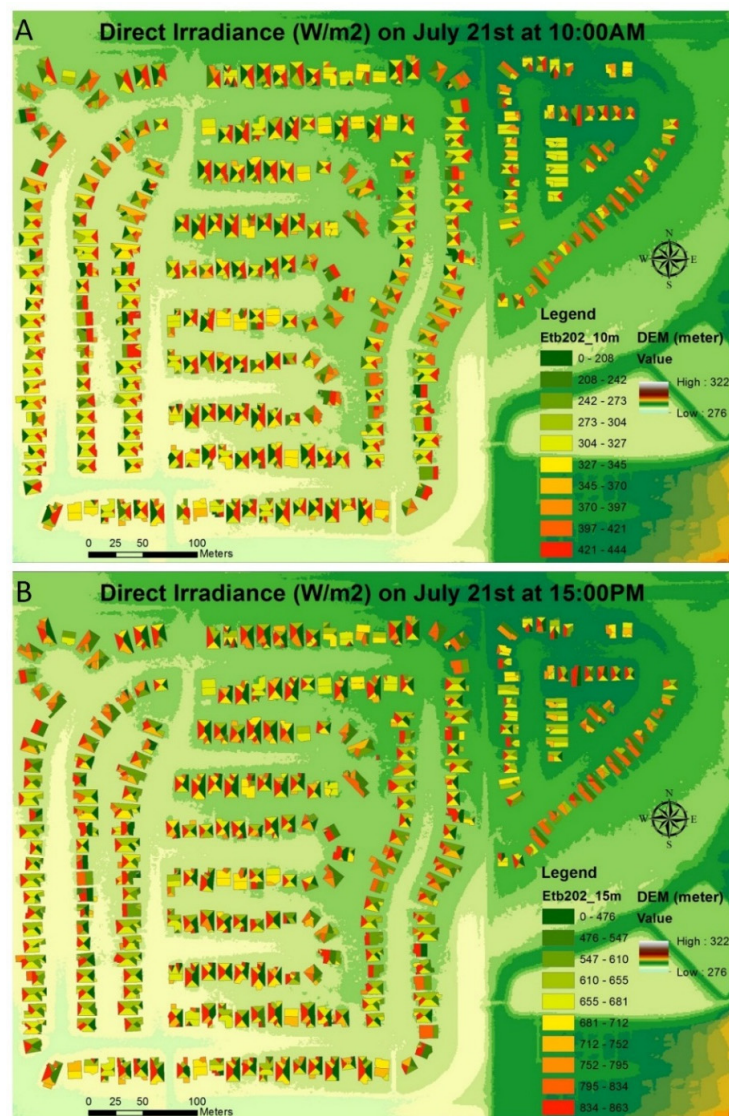 A
Direct Irradiance (W/m2) on July 21st at 10:00AM
N
W E
S
Legend
Etb202_10m
0 - 208
208 - 242
242 - 273
273 - 304
304 - 327
327 - 345
345 - 370
370 - 397
397 - 421
421 - 444
DEM (meter)
Value
High : 322
Low : 276
0 25 50 100
Meters
B
Direct Irradiance (W/m2) on July 21st at 15:00PM
N
W E
S
Legend
Etb202_15m
0 - 476
476 - 547
547 - 610
610 - 655
655 - 681
681 - 712
712 - 752
752 - 795
795 - 834
834 - 863
DEM (meter)
Value
High : 322
Low : 276
0 25 50 100
Meters